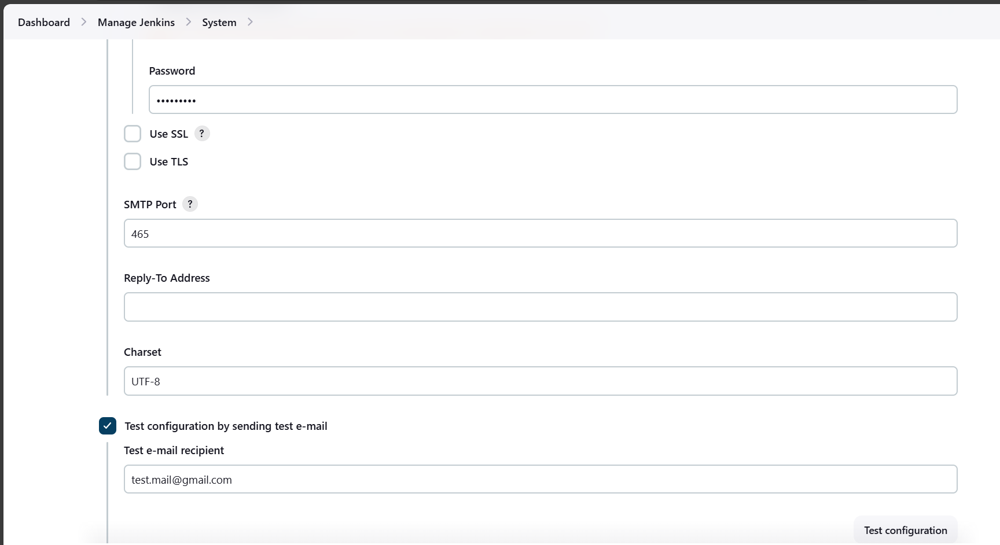 Dashboard > Manage Jenkins > System >
Password
•••••••••
Use SSL ?
Use TLS
SMTP Port ?
465
Reply-To Address
Charset
UTF-8
Test configuration by sending test e-mail
Test e-mail recipient
test.mail@gmail.com
Test configuration